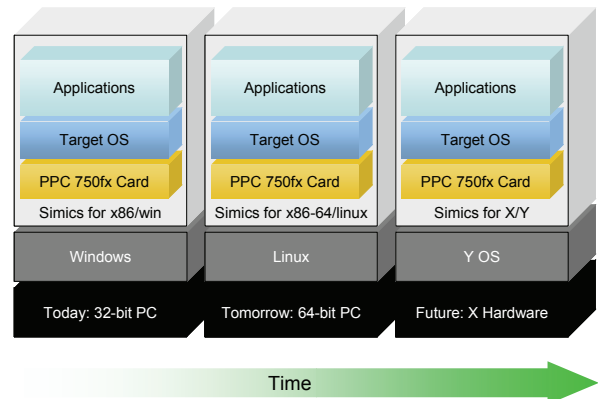 Applications
Target OS
PPC 750fx Card
Simics for x86/win
Windows
Today: 32-bit PC
Applications
Target OS
PPC 750fx Card
Simics for x86-64/linux
Linux
Tomorrow: 64-bit PC
Applications
Target OS
PPC 750fx Card
Simics for X/Y
Y OS
Future: X Hardware
Time